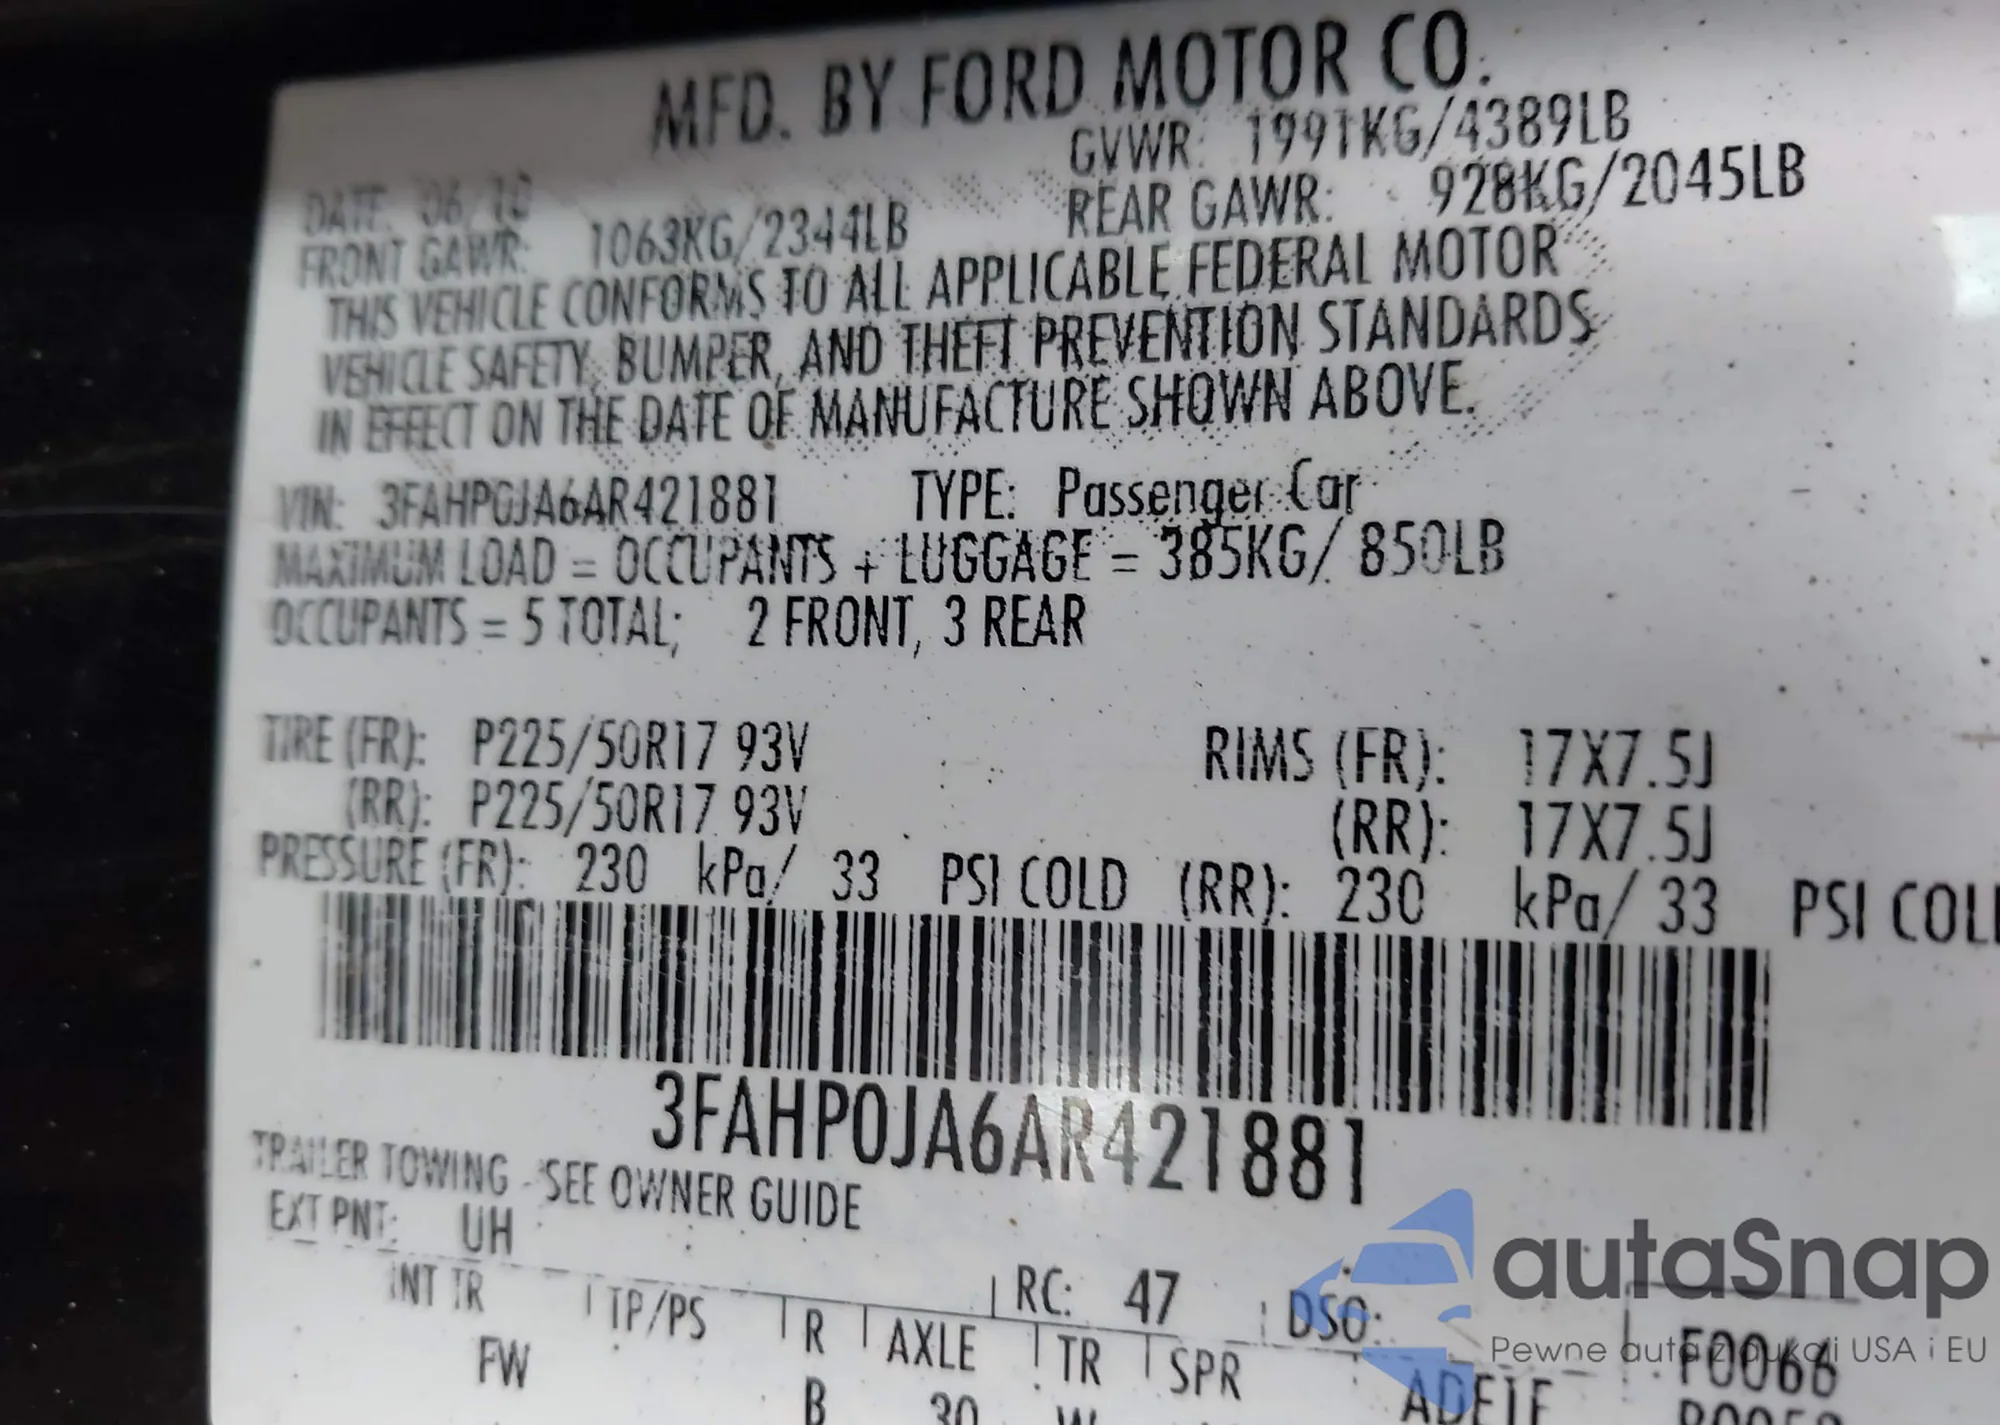 MFD. BY FORD MOTOR CO.
DATE: 06/10 GVWR: 1991KG/4389LB
FRONT GAWR: 1063KG/2344LB REAR GAWR: 928KG/2045LB
THIS VEHICLE CONFORMS TO ALL APPLICABLE FEDERAL MOTOR
VEHICLE SAFETY, BUMPER, AND THEFT PREVENTION STANDARDS
IN EFFECT ON THE DATE OF MANUFACTURE SHOWN ABOVE.
VIN: 3FAHP0JA6AR421881 TYPE: Passenger Car
MAXIMUM LOAD = OCCUPANTS + LUGGAGE = 385KG/ 850LB
OCCUPANTS = 5 TOTAL; 2 FRONT, 3 REAR
TIRE (FR): P225/50R17 93V RIMS (FR): 17X7.5J
(RR): P225/50R17 93V (RR): 17X7.5J
PRESSURE (FR): 230 kPa/ 33 PSI COLD (RR): 230 kPa/ 33 PSI COL
3FAHP0JA6AR421881
TRAILER TOWING - SEE OWNER GUIDE
EXT PNT: UH RC: 47 DSO:
INT TR TP/PS R AXLE TR SPR F0066
FW B 30 W
autaSnap
Pewne auta z aukcji USA i EU